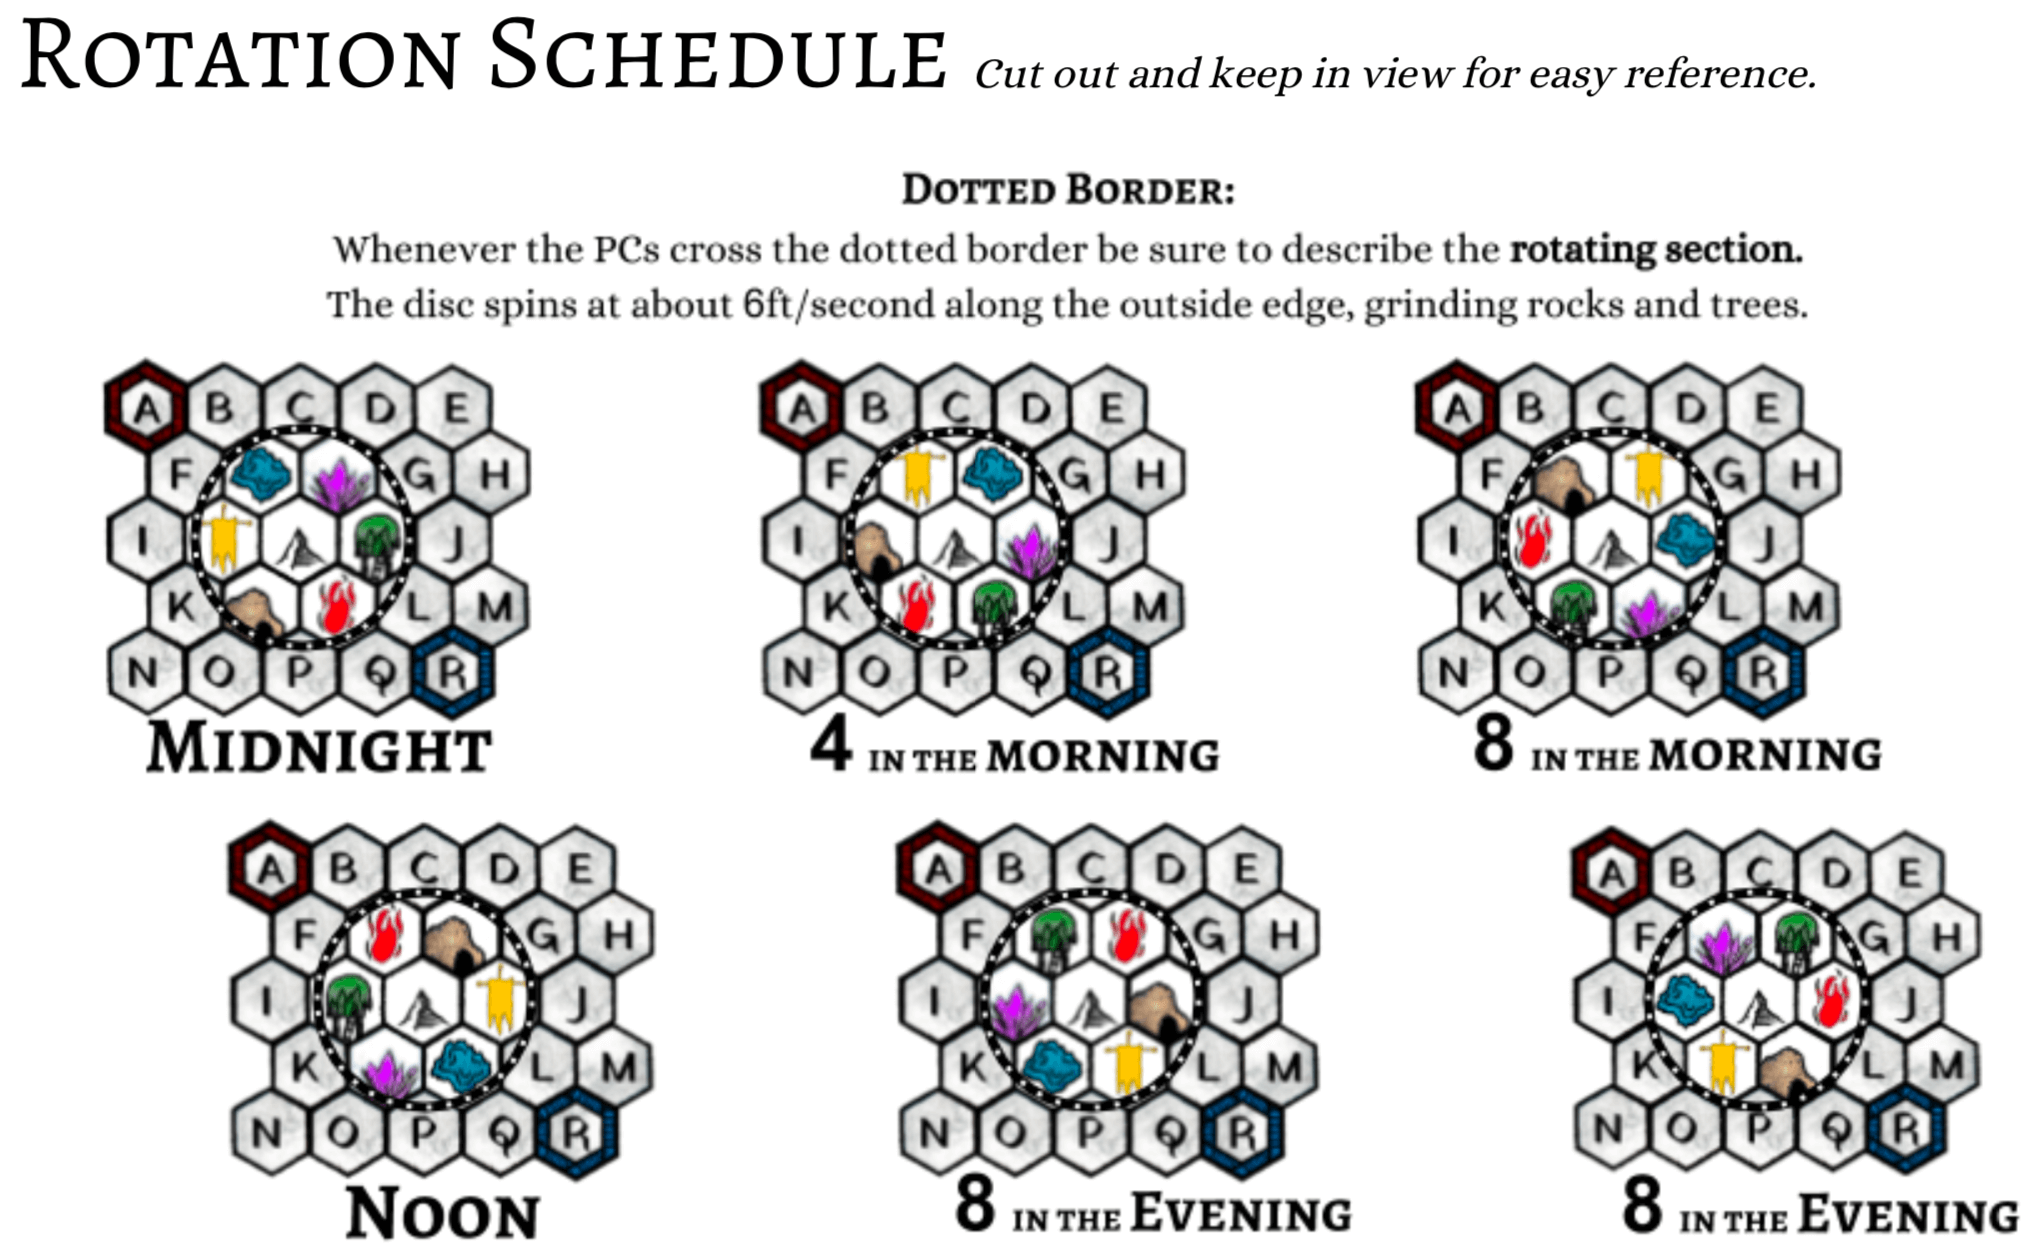 ROTATION SCHEDULE Cut out and keep in view for easy reference.
DOTTED BORDER:
Whenever the PCs cross the dotted border be sure to describe the rotating section.
The disc spins at about 6ft/second along the outside edge, grinding rocks and trees.
A B C D E
F G H
I J
K L M
N O P Q R
MIDNIGHT
A B C D E
F G H
I J
K L M
N O P Q R
4 IN THE MORNING
A B C D E
F G H
I J
K L M
N O P Q R
8 IN THE MORNING
A B C D E
F G H
I J
K L M
N O P Q R
NOON
A B C D E
F G H
I J
K L M
N O P Q R
8 IN THE EVENING
A B C D E
F G H
I J
K L M
N O P Q R
8 IN THE EVENING